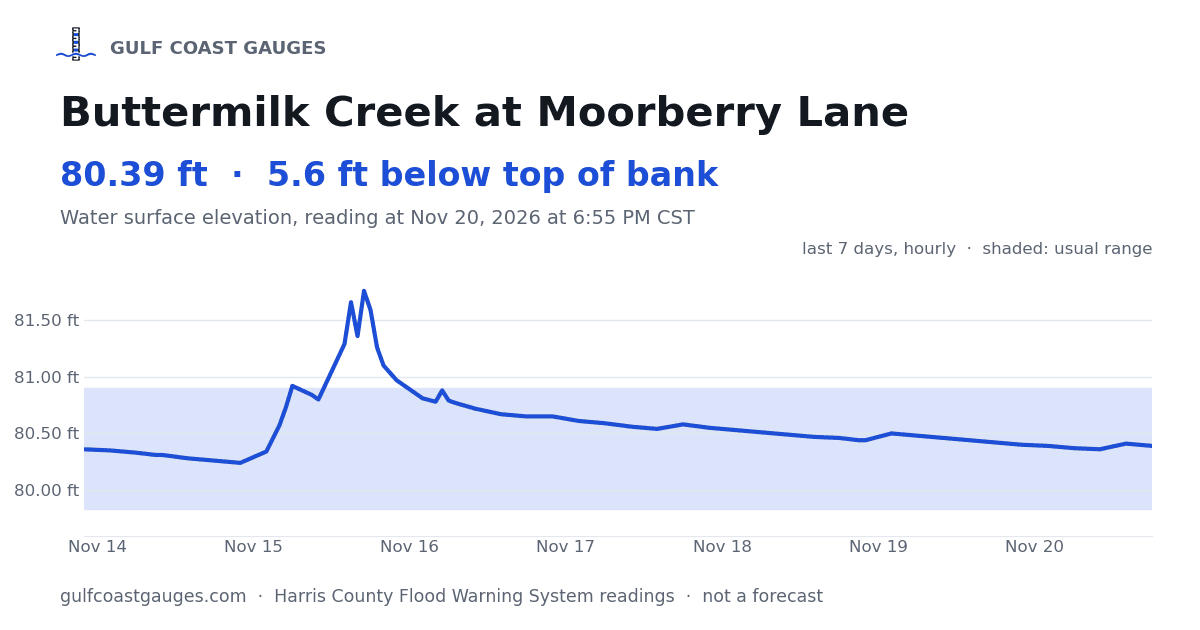 GULF COAST GAUGES
Buttermilk Creek at Moorberry Lane
80.39 ft · 5.6 ft below top of bank
Water surface elevation, reading at Nov 20, 2026 at 6:55 PM CST
last 7 days, hourly · shaded: usual range
81.50 ft
81.00 ft
80.50 ft
80.00 ft
Nov 14 Nov 15 Nov 16 Nov 17 Nov 18 Nov 19 Nov 20
gulfcoastgauges.com · Harris County Flood Warning System readings · not a forecast